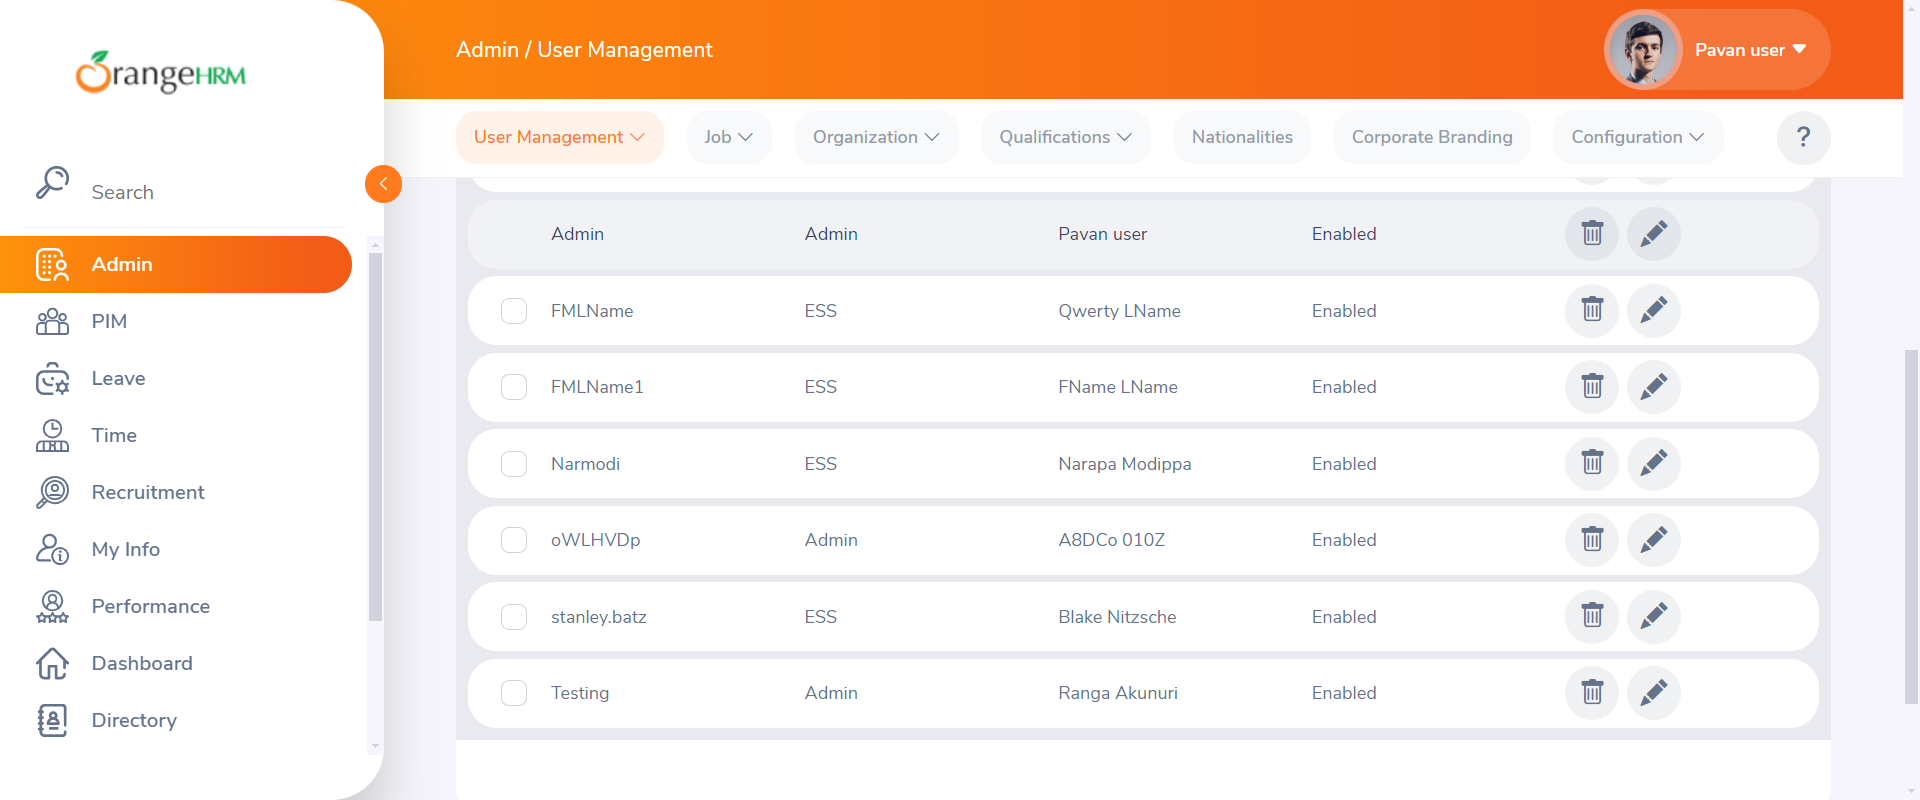 OrangeHRM
Admin / User Management
Pavan user
User Management
Job
Organization
Qualifications
Nationalities
Corporate Branding
Configuration
?
Search
Admin
PIM
Leave
Time
Recruitment
My Info
Performance
Dashboard
Directory
Admin Admin Pavan user Enabled
FMLName ESS Qwerty LName Enabled
FMLName1 ESS FName LName Enabled
Narmodi ESS Narapa Modippa Enabled
oWLHVDp Admin A8DCo 010Z Enabled
stanley.batz ESS Blake Nitzsche Enabled
Testing Admin Ranga Akunuri Enabled